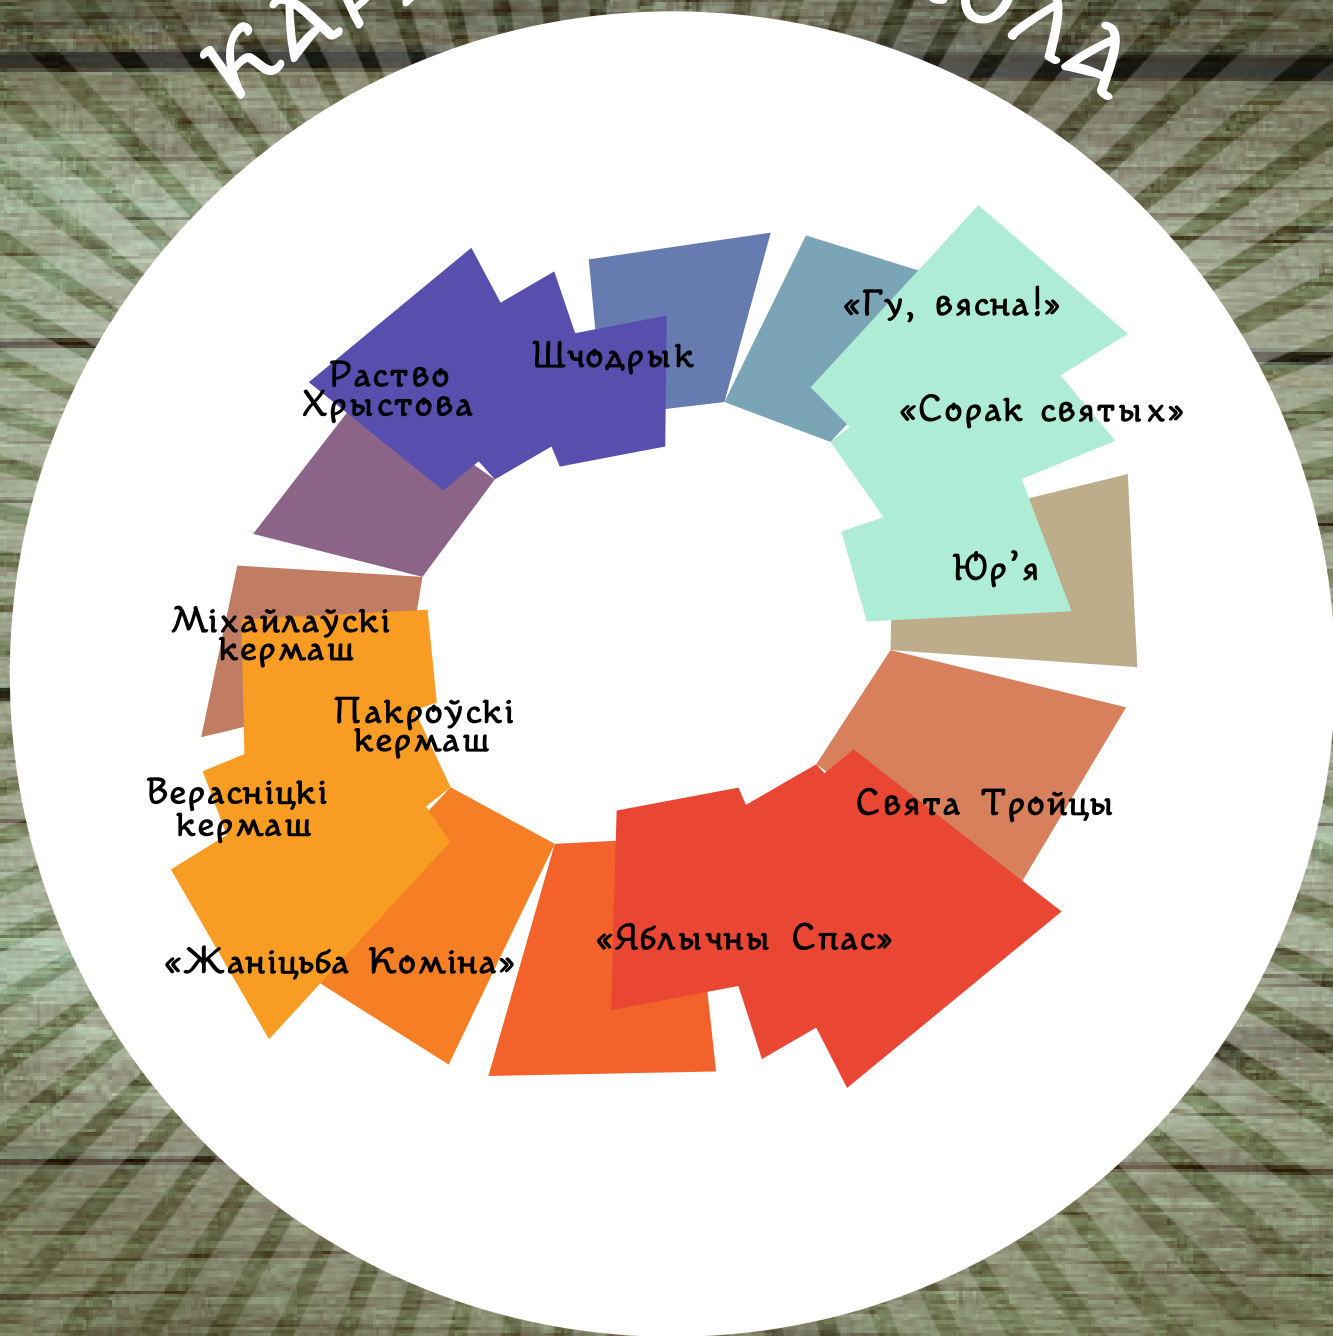 «Гу, вясна!»
Шчодрык
Раство
Хрыстова
«Сорак святых»
Юр’я
Міхайлаўскі
кермаш
Пакроўскі
кермаш
Верасніцкі
кермаш
Свята Тройцы
«Яблычны Спас»
«Жаніцьба Коміна»